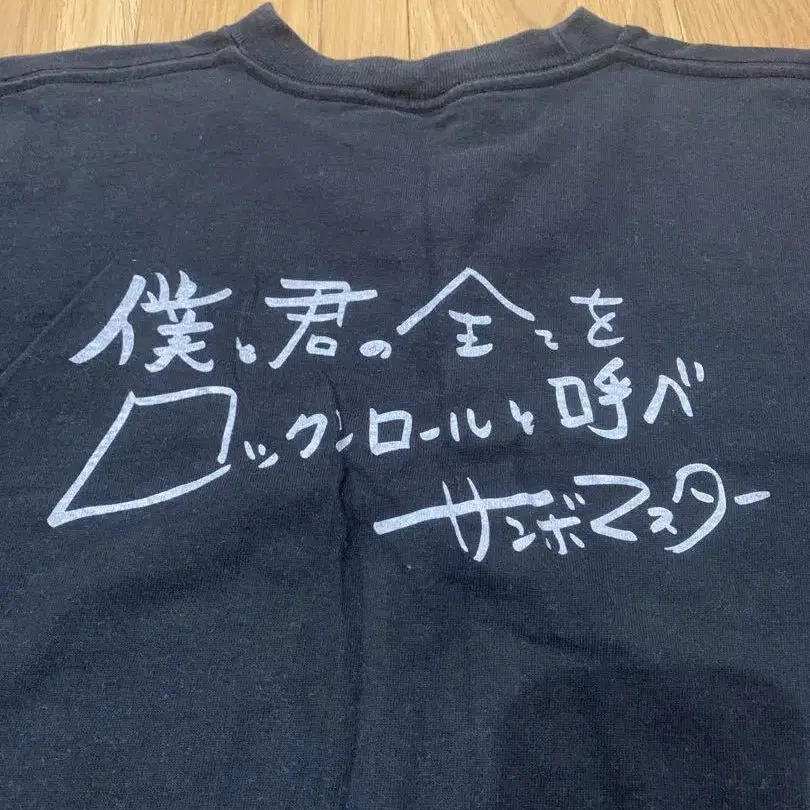 僕と君の全てを
ロックンロールと呼べ
サンボマスター